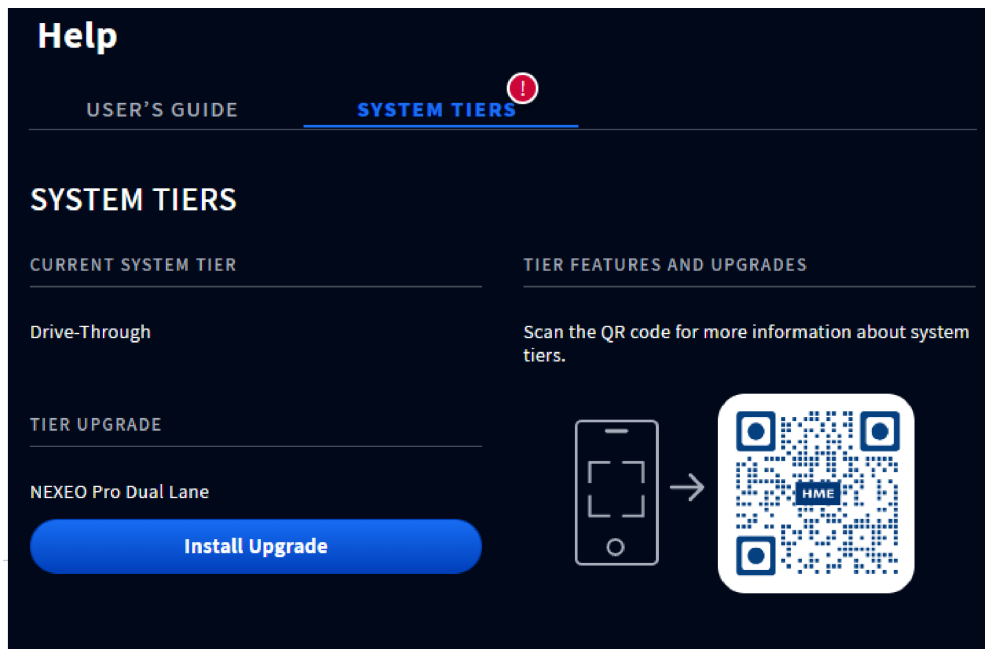 Help
USER'S GUIDE
SYSTEM TIERS
!
SYSTEM TIERS
CURRENT SYSTEM TIER
Drive-Through
TIER UPGRADE
NEXEO Pro Dual Lane
Install Upgrade
TIER FEATURES AND UPGRADES
Scan the QR code for more information about system
tiers.
HME